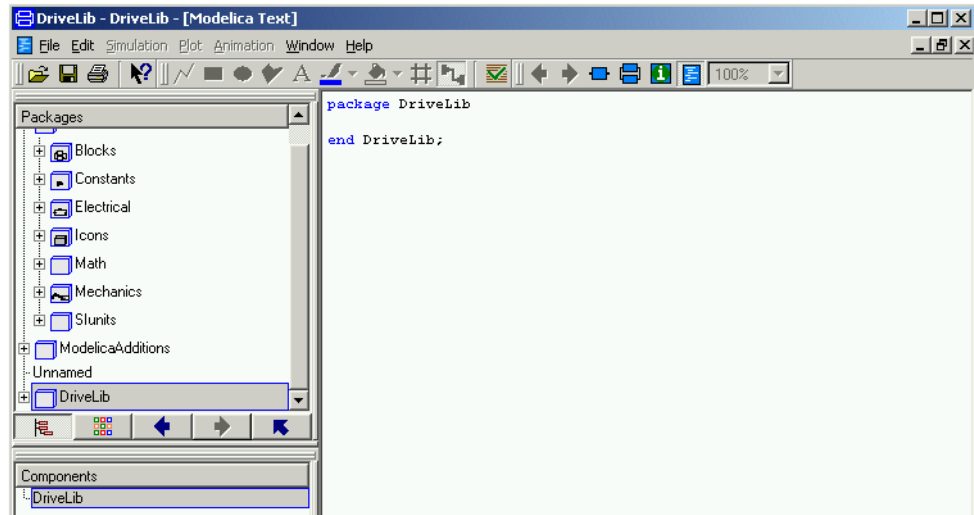 DriveLib - DriveLib - [Modelica Text]
File Edit Simulation Plot Animation Window Help
A
100%
Packages
Blocks
Constants
Electrical
Icons
Math
Mechanics
SIunits
ModelicaAdditions
Unnamed
DriveLib
Components
DriveLib
package DriveLib
end DriveLib;